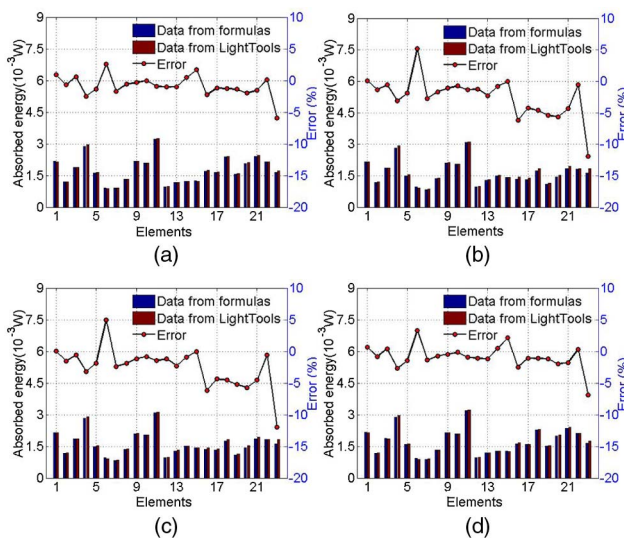 9
7.5
6
4.5
3
1.5
0
Absorbed energy(10⁻³W)
Data from formulas
Data from LightTools
Error
10
5
0
-5
-10
-15
-20
Error (%)
1 5 9 13 17 21
Elements
(a)
9
7.5
6
4.5
3
1.5
0
Absorbed energy(10⁻³W)
Data from formulas
Data from LightTools
Error
10
5
0
-5
-10
-15
-20
Error (%)
1 5 9 13 17 21
Elements
(b)
9
7.5
6
4.5
3
1.5
0
Absorbed energy(10⁻³W)
Data from formulas
Data from LightTools
Error
10
5
0
-5
-10
-15
-20
Error (%)
1 5 9 13 17 21
Elements
(c)
9
7.5
6
4.5
3
1.5
0
Absorbed energy(10⁻³W)
Data from formulas
Data from LightTools
Error
10
5
0
-5
-10
-15
-20
Error (%)
1 5 9 13 17 21
Elements
(d)